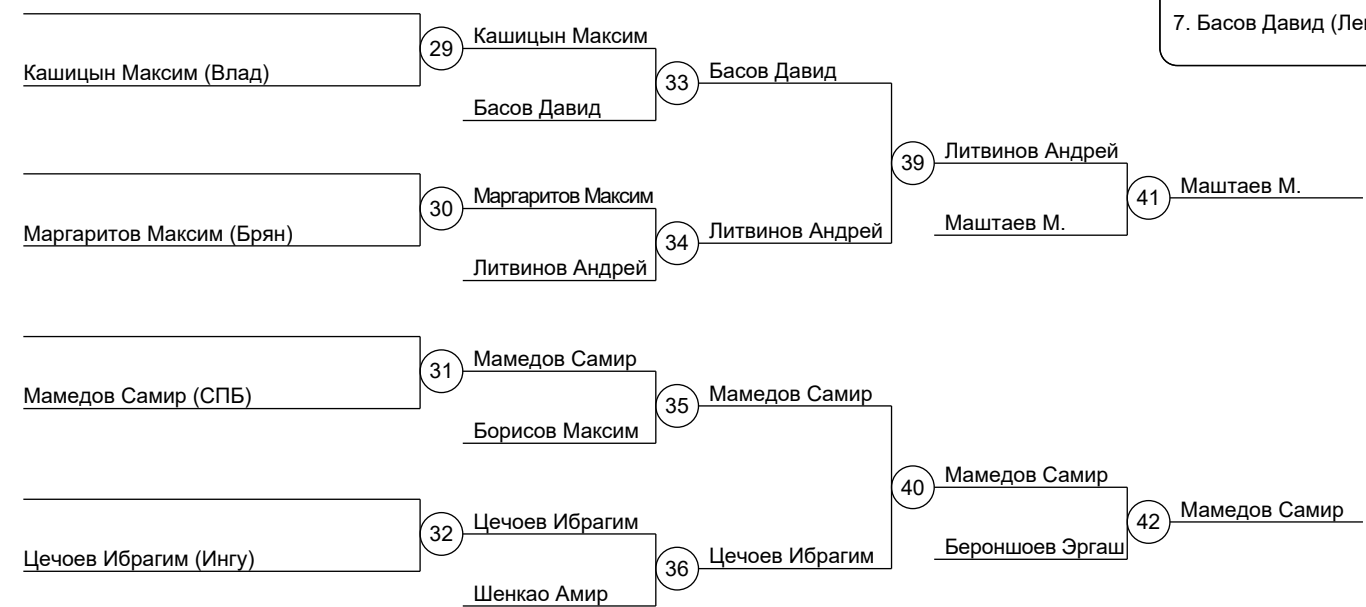 7. Басов Давид (Ле
29
Кашицын Максим
Кашицын Максим (Влад)
33
Басов Давид
Басов Давид
39
Литвинов Андрей
41
Маштаев М.
30
Маргаритов Максим
Маргаритов Максим (Брян)
34
Литвинов Андрей
Маштаев М.
Литвинов Андрей
31
Мамедов Самир
Мамедов Самир (СПБ)
35
Мамедов Самир
Борисов Максим
40
Мамедов Самир
42
Мамедов Самир
32
Цечоев Ибрагим
Цечоев Ибрагим (Ингу)
36
Цечоев Ибрагим
Бероншоев Эргаш
Шенкао Амир